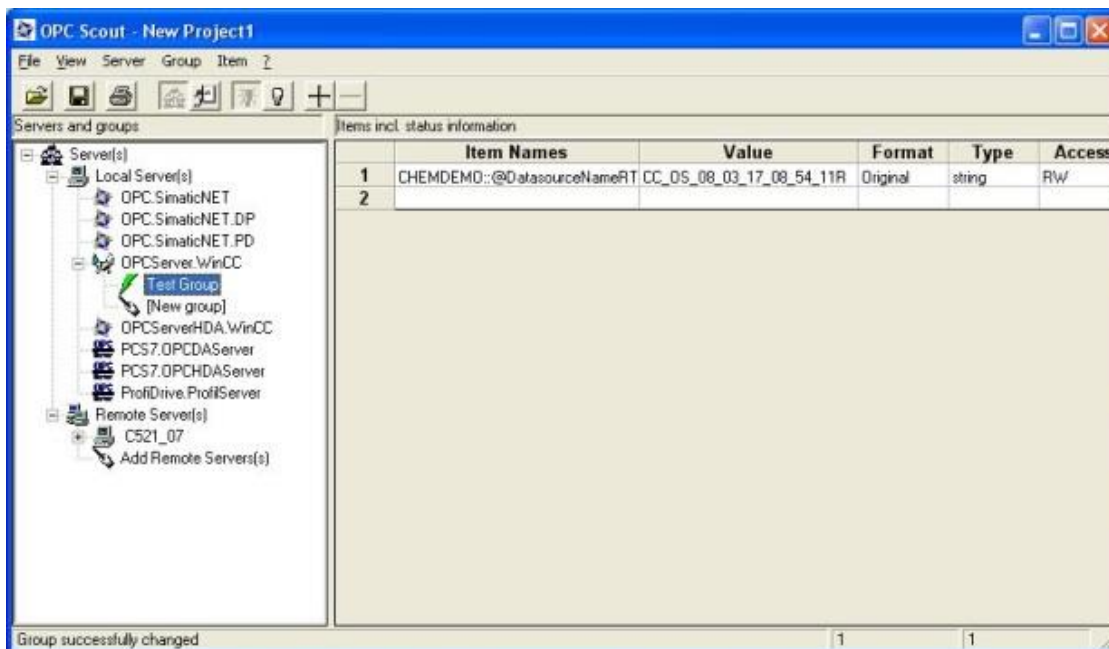 OPC Scout - New Project1
File View Server Group Item ?
Servers and groups
Items incl. status information
Server(s)
Local Server(s)
OPC.SimaticNET
OPC.SimaticNET.DP
OPC.SimaticNET.PD
OPCServer.WinCC
Test Group
[New group]
OPCServerHDA.WinCC
PCS7.OPCDAServer
PCS7.OPCHDAServer
ProfiDrive.ProfilServer
Remote Server(s)
C521_07
Add Remote Servers(s)
Item Names Value Format Type Access
1 CHEMDEMO::@DatasourceNameRT CC_OS_08_03_17_08_54_11R Original string RW
2
Group successfully changed 1 1